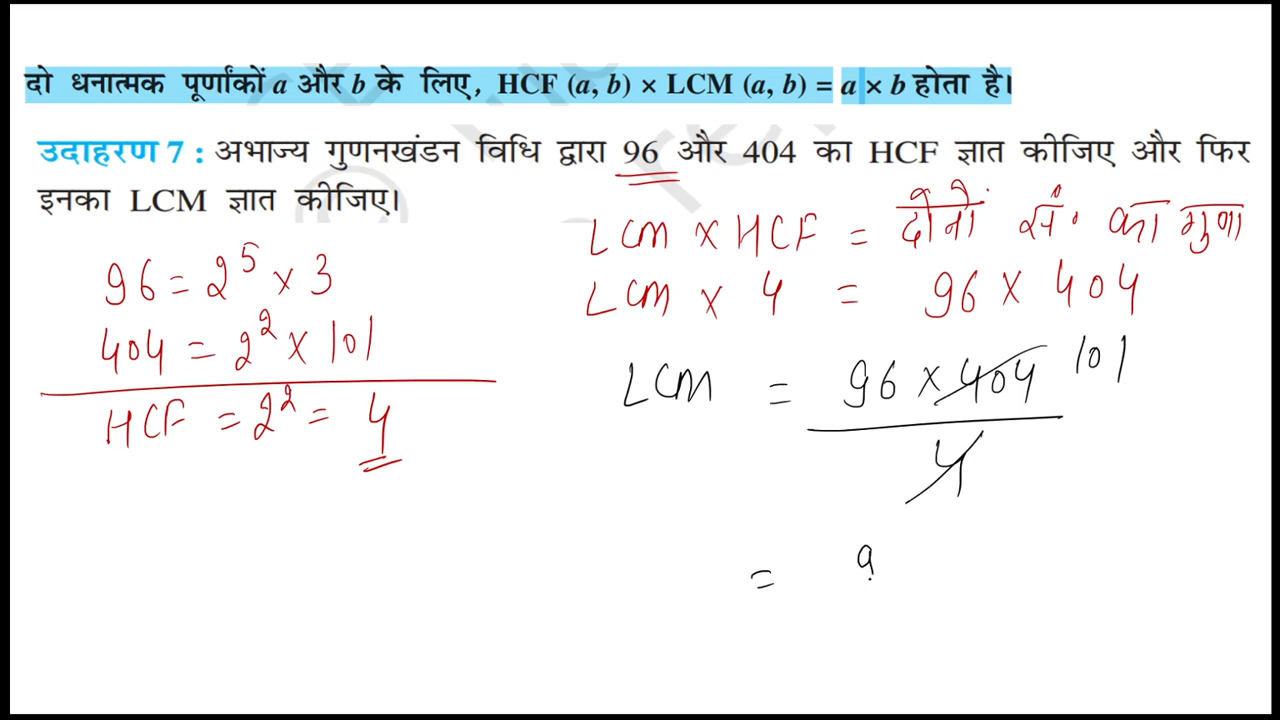 दो धनात्मक पूर्णांकों a और b के लिए, HCF (a, b) × LCM (a, b) = a × b होता है।
उदाहरण 7 : अभाज्य गुणनखंडन विधि द्वारा 96 और 404 का HCF ज्ञात कीजिए और फिर
इनका LCM ज्ञात कीजिए।
96 = 2⁵ × 3
404 = 2² × 101
HCF = 2² = 4
LCM × HCF = दोनों सं. का गुणा
LCM × 4 = 96 × 404
LCM = 96 × 404 101
4
= 9